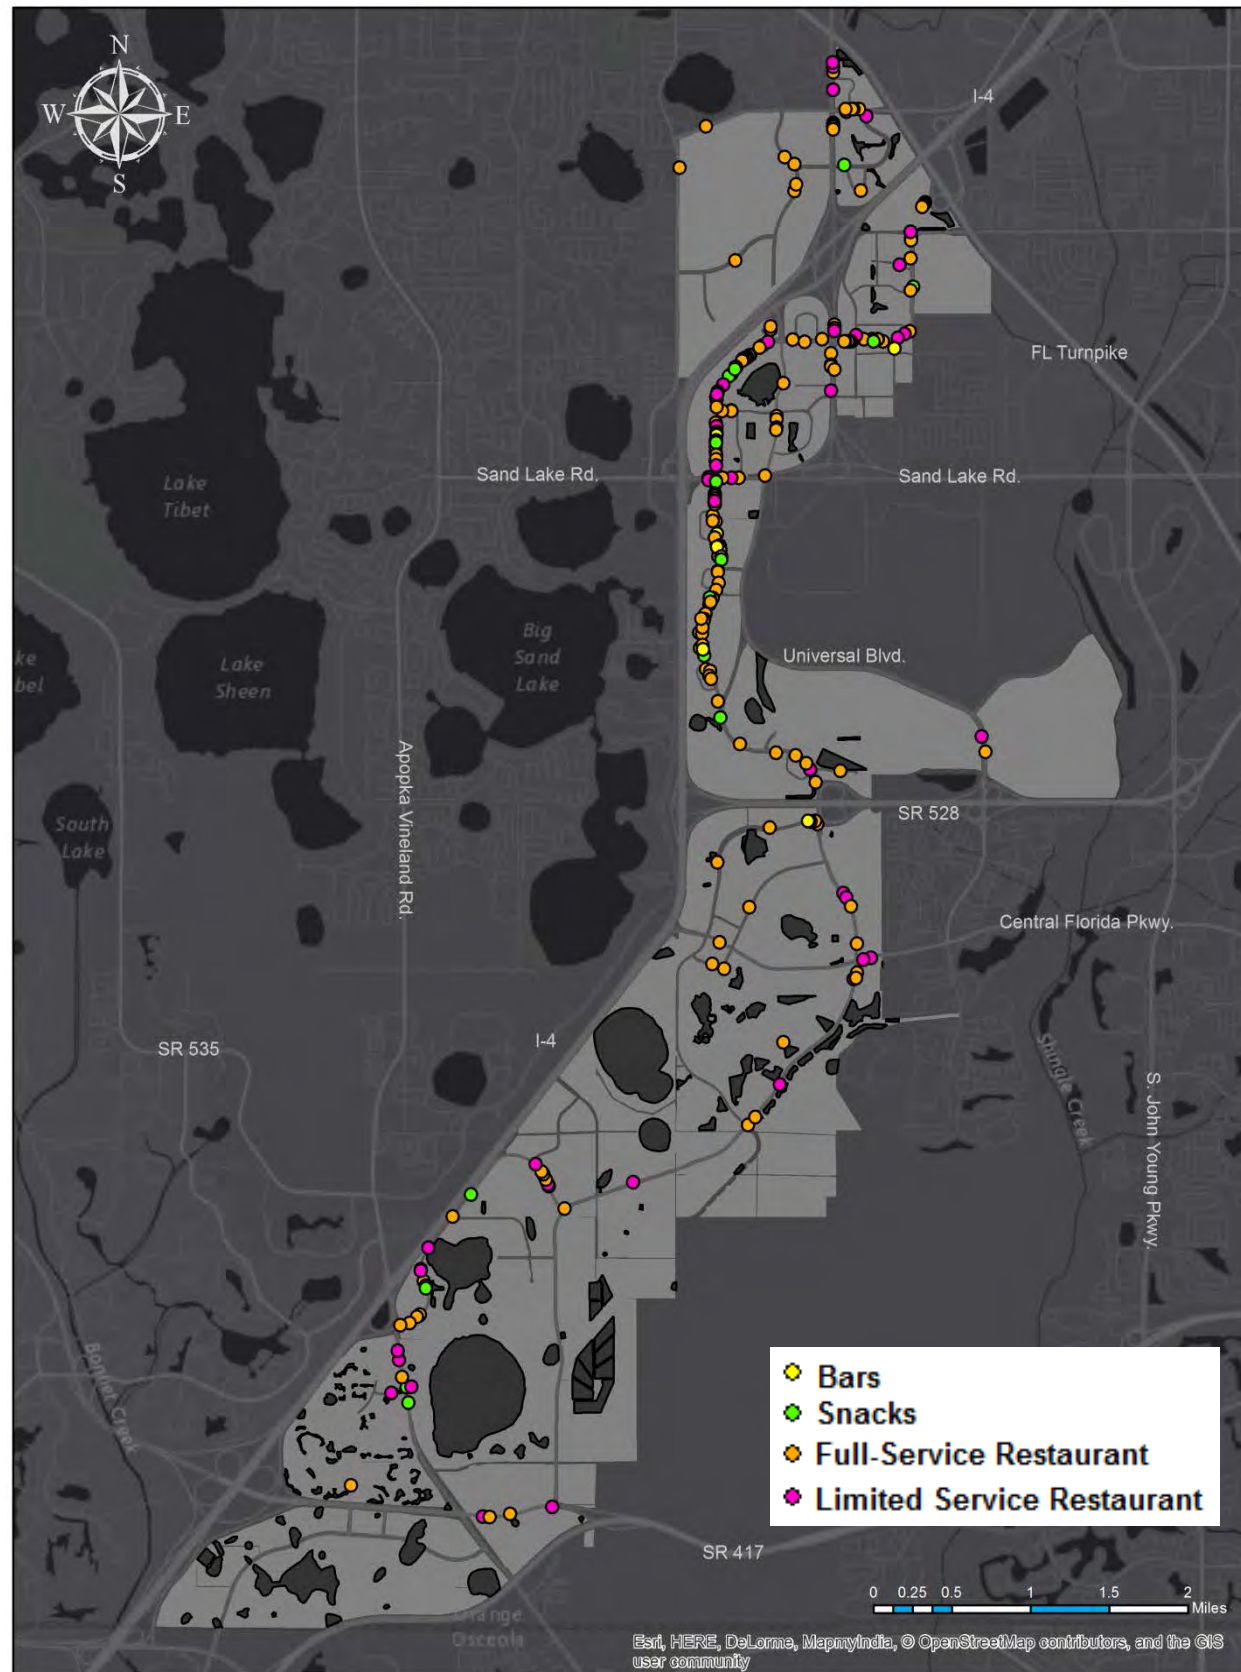 N
W E
S
I-4
FL Turnpike
Sand Lake Rd.
Sand Lake Rd.
Lake
Tibet
Big
Sand
Lake
Universal Blvd.
Lake
Sheen
ke
bel
Apopka Vineland Rd.
South
Lake
SR 528
Central Florida Pkwy.
I-4
SR 535
Shingle Creek
S. John Young Pkwy.
Bonnet Creek
Bars
Snacks
Full-Service Restaurant
Limited Service Restaurant
SR 417
0 0.25 0.5 1 1.5 2
Miles
Orange
Osceola
Esri, HERE, DeLorme, MapmyIndia, © OpenStreetMap contributors, and the GIS
user community